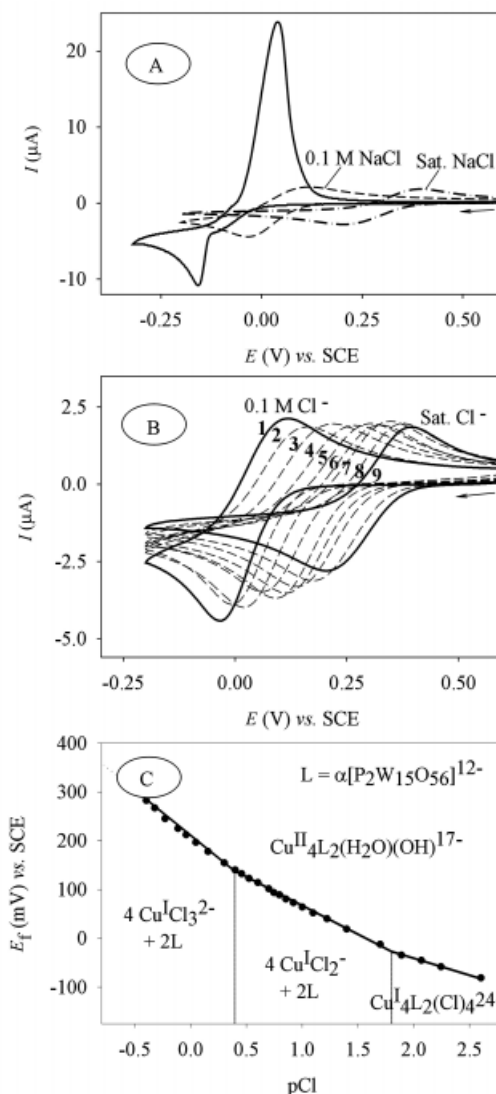 A
20
0.1 M NaCl
Sat. NaCl
10
I (µA)
0
-10
-0.25 0.00 0.25 0.50
E (V) vs. SCE
B
0.1 M Cl -
Sat. Cl -
2.5
1 2 3 4 5 6 7 8 9
I (µA)
0.0
-2.5
-5.0
-0.25 0.00 0.25 0.50
E (V) vs. SCE
400
C
L = α[P2W15O56]12-
300
CuII4L2(H2O)(OH)17-
200
Ef (mV) vs. SCE
100
4 CuICl32-
+ 2L
0
4 CuICl2-
+ 2L
-100
CuI4L2(Cl)424
-0.5 0.0 0.5 1.0 1.5 2.0 2.5
pCl